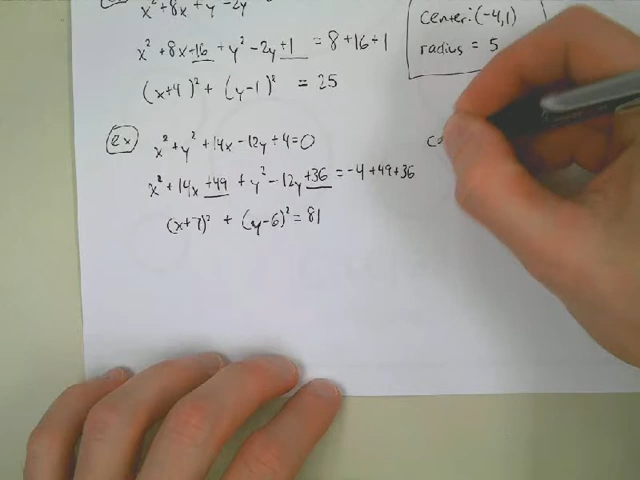 x² + 8x + y² - 2y
x² + 8x - 16 + y² - 2y + 1 = 8 + 16 + 1
(x+4)² + (y-1)² = 25
center: (-4,1)
radius = 5
ex x² + y² + 14x - 12y + 4 = 0
x² + 14x + 49 + y² - 12y + 36 = -4 + 49 + 36
(x+7)² + (y-6)² = 81